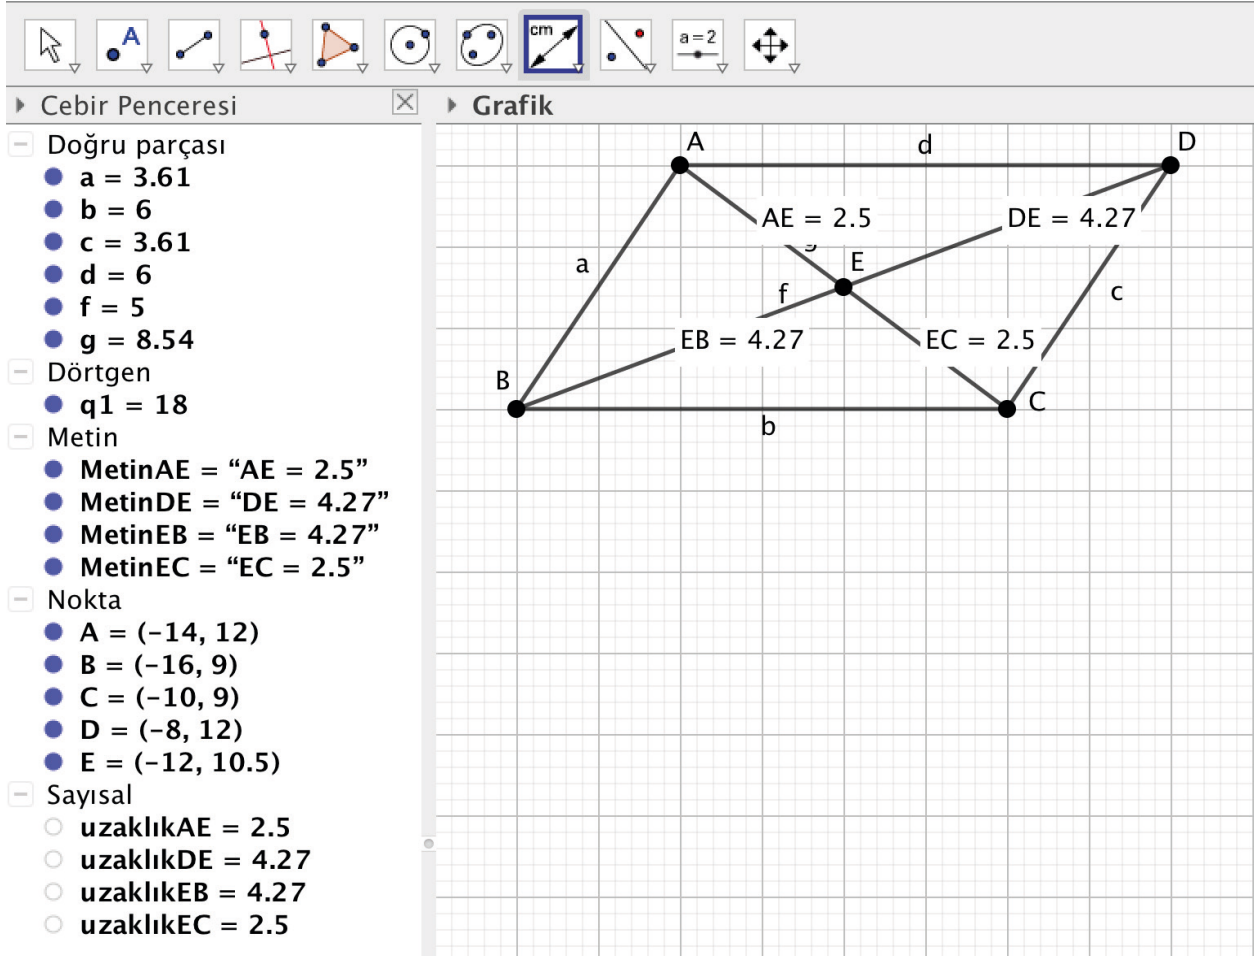 A
cm
a=2
Cebir Penceresi
Grafik
Doğru parçası
a = 3.61
b = 6
c = 3.61
d = 6
f = 5
g = 8.54
Dörtgen
q1 = 18
Metin
MetinAE = “AE = 2.5”
MetinDE = “DE = 4.27”
MetinEB = “EB = 4.27”
MetinEC = “EC = 2.5”
Nokta
A = (−14, 12)
B = (−16, 9)
C = (−10, 9)
D = (−8, 12)
E = (−12, 10.5)
Sayısal
uzaklıkAE = 2.5
uzaklıkDE = 4.27
uzaklıkEB = 4.27
uzaklıkEC = 2.5
A
d
D
AE = 2.5
DE = 4.27
a
E
f
c
EB = 4.27
EC = 2.5
B
C
b